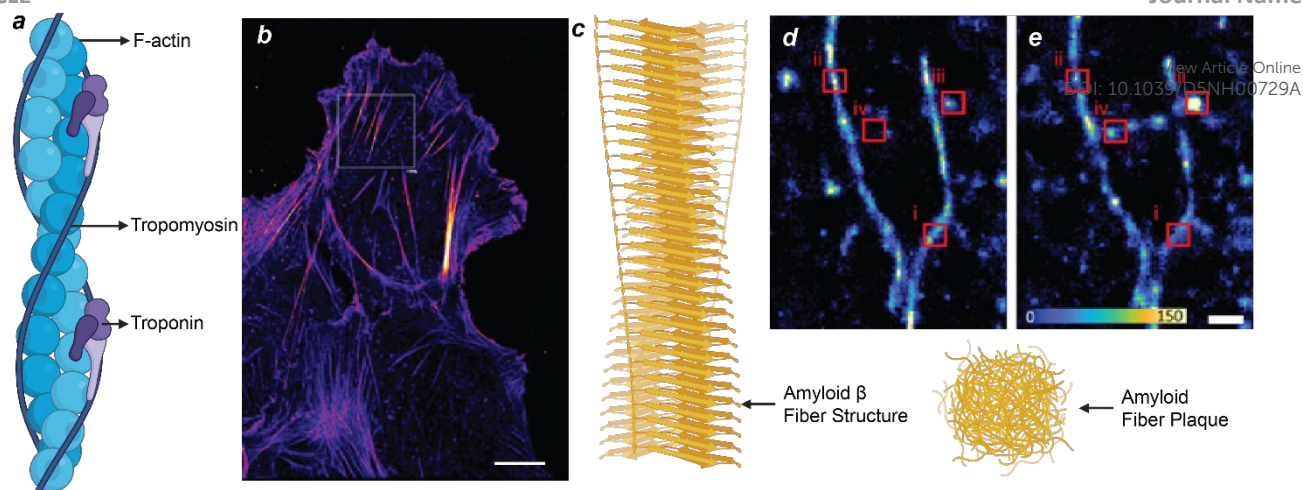 Journal Name
a
F-actin
Tropomyosin
Troponin
b
c
Amyloid β
Fiber Structure
d
ii
iii
iv
i
e
View Article Online
DOI: 10.1039/D5NH00729A
ii
iv
i
0
150
Amyloid
Fiber Plaque